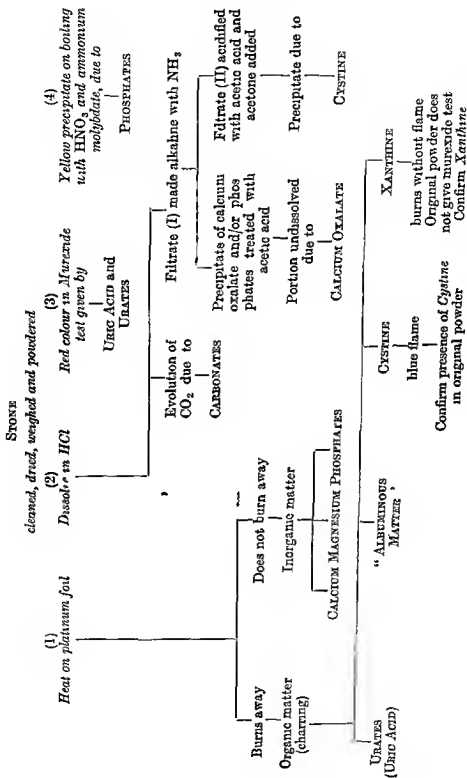 STONE
cleaned, dried, weighed and powdered
(1)
Heat on platinum foil
(2)
Dissolve in HCl
(3)
Red colour in Murexide
test given by
URIC ACID and
URATES
(4)
Yellow precipitate on boiling
with HNO3 and ammonium
molybdate, due to
PHOSPHATES
Evolution of
CO2 due to
CARBONATES
Filtrate (I) made alkaline with NH3
Precipitate of calcium
oxalate and/or phos
phates treated with
acetic acid
Portion undissolved
due to
CALCIUM OXALATE
Filtrate (II) acidified
with acetic acid and
acetone added
Precipitate due to
CYSTINE
Burns away
Organic matter
(charring)
Does not burn away
Inorganic matter
CALCIUM MAGNESIUM PHOSPHATES
URATES
(URIC ACID)
" ALBUMINOUS
MATTER "
CYSTINE
blue flame
Confirm presence of Cystine
in original powder
XANTHINE
burns without flame
Original powder does
not give murexide test
Confirm Xanthine